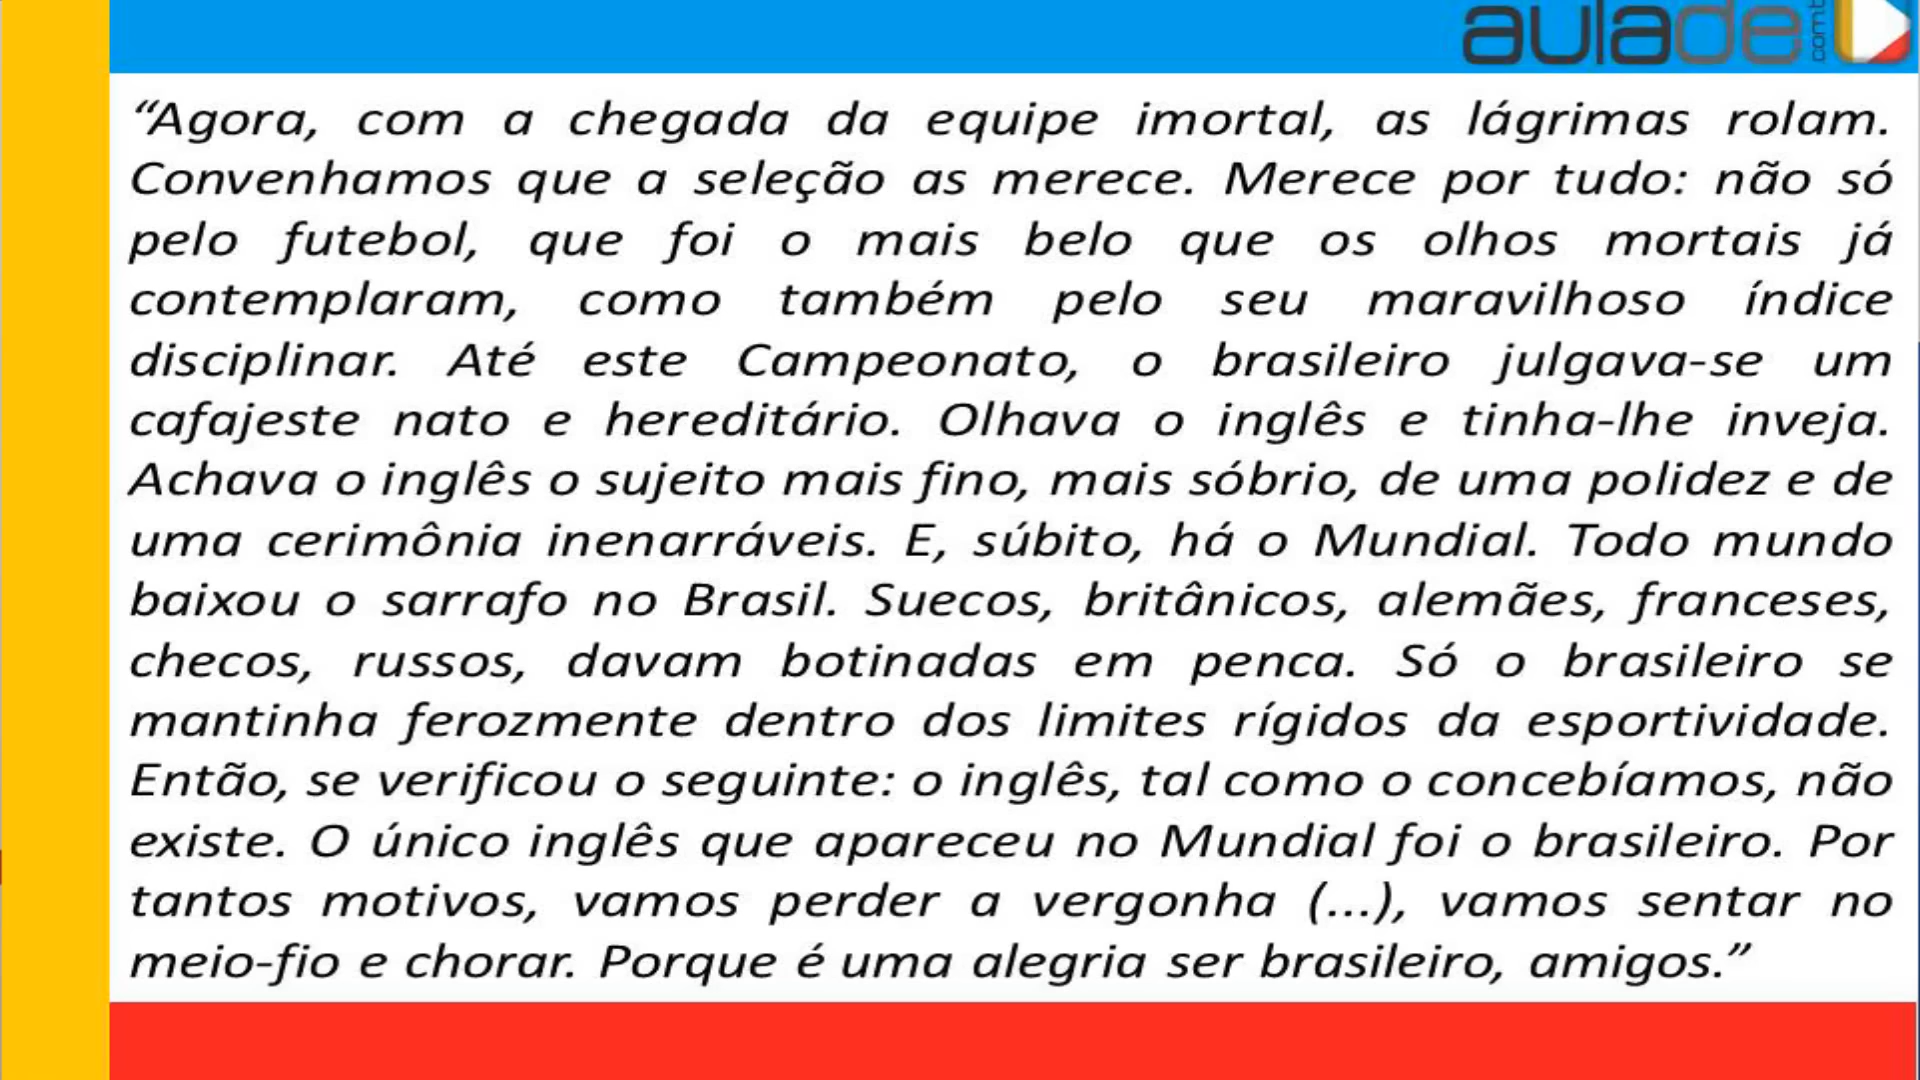 aulade
.com.b
“Agora, com a chegada da equipe imortal, as lágrimas rolam.
Convenhamos que a seleção as merece. Merece por tudo: não só
pelo futebol, que foi o mais belo que os olhos mortais já
contemplaram, como também pelo seu maravilhoso índice
disciplinar. Até este Campeonato, o brasileiro julgava-se um
cafajeste nato e hereditário. Olhava o inglês e tinha-lhe inveja.
Achava o inglês o sujeito mais fino, mais sóbrio, de uma polidez e de
uma cerimônia inenarráveis. E, súbito, há o Mundial. Todo mundo
baixou o sarrafo no Brasil. Suecos, britânicos, alemães, franceses,
checos, russos, davam botinadas em penca. Só o brasileiro se
mantinha ferozmente dentro dos limites rígidos da esportividade.
Então, se verificou o seguinte: o inglês, tal como o concebíamos, não
existe. O único inglês que apareceu no Mundial foi o brasileiro. Por
tantos motivos, vamos perder a vergonha (...), vamos sentar no
meio-fio e chorar. Porque é uma alegria ser brasileiro, amigos.”